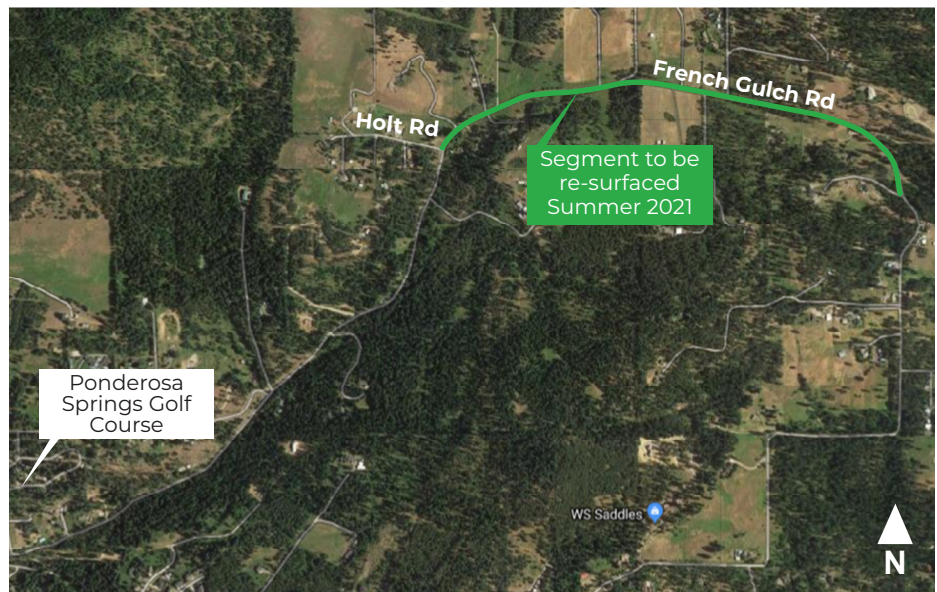 French Gulch Rd
Holt Rd
Segment to be
re-surfaced
Summer 2021
Ponderosa
Springs Golf
Course
WS Saddles
N